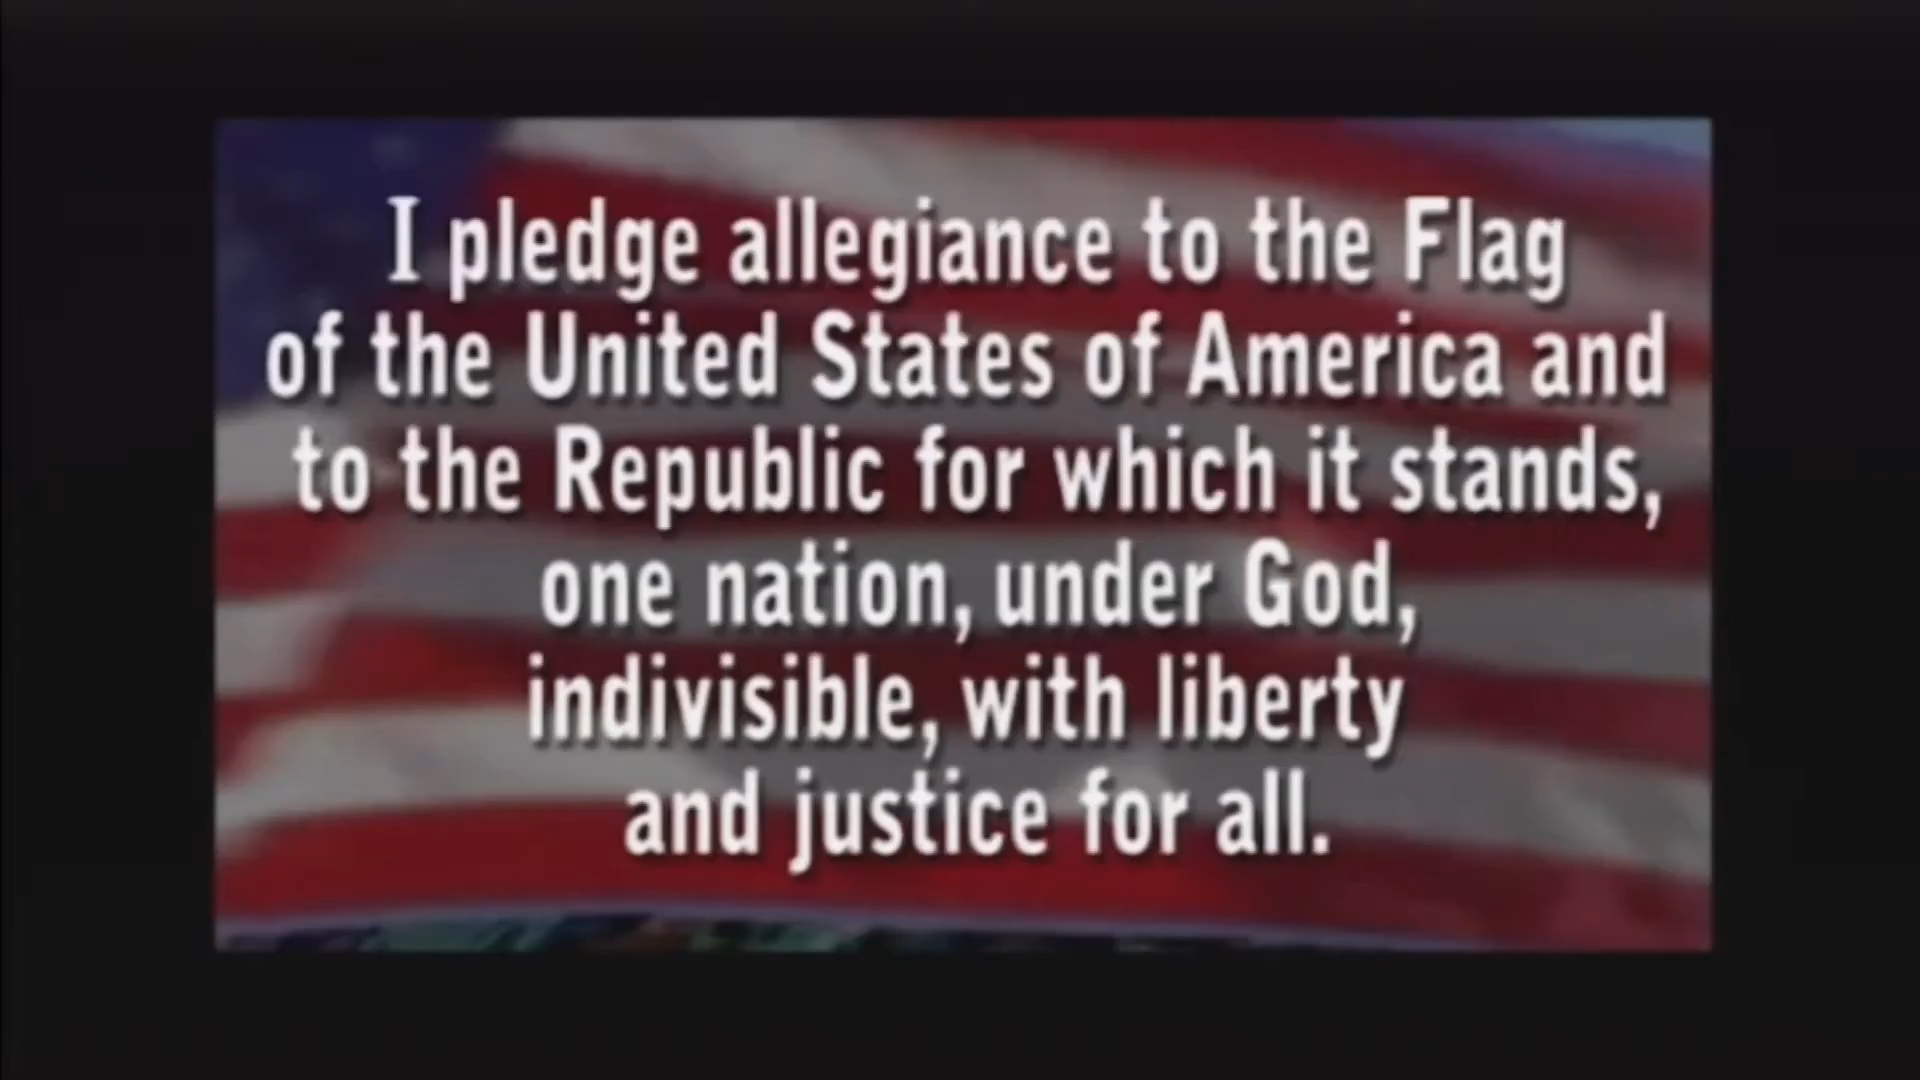 I pledge allegiance to the Flag
of the United States of America and
to the Republic for which it stands,
one nation, under God,
indivisible, with liberty
and justice for all.